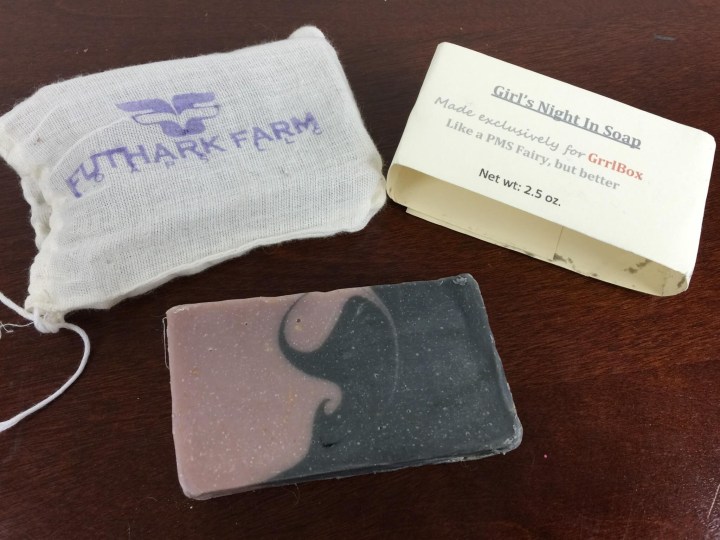 FUTHARK FARM
Girl's Night In Soap
Made exclusively for GrrlBox
Like a PMS Fairy, but better
Net wt: 2.5 oz.